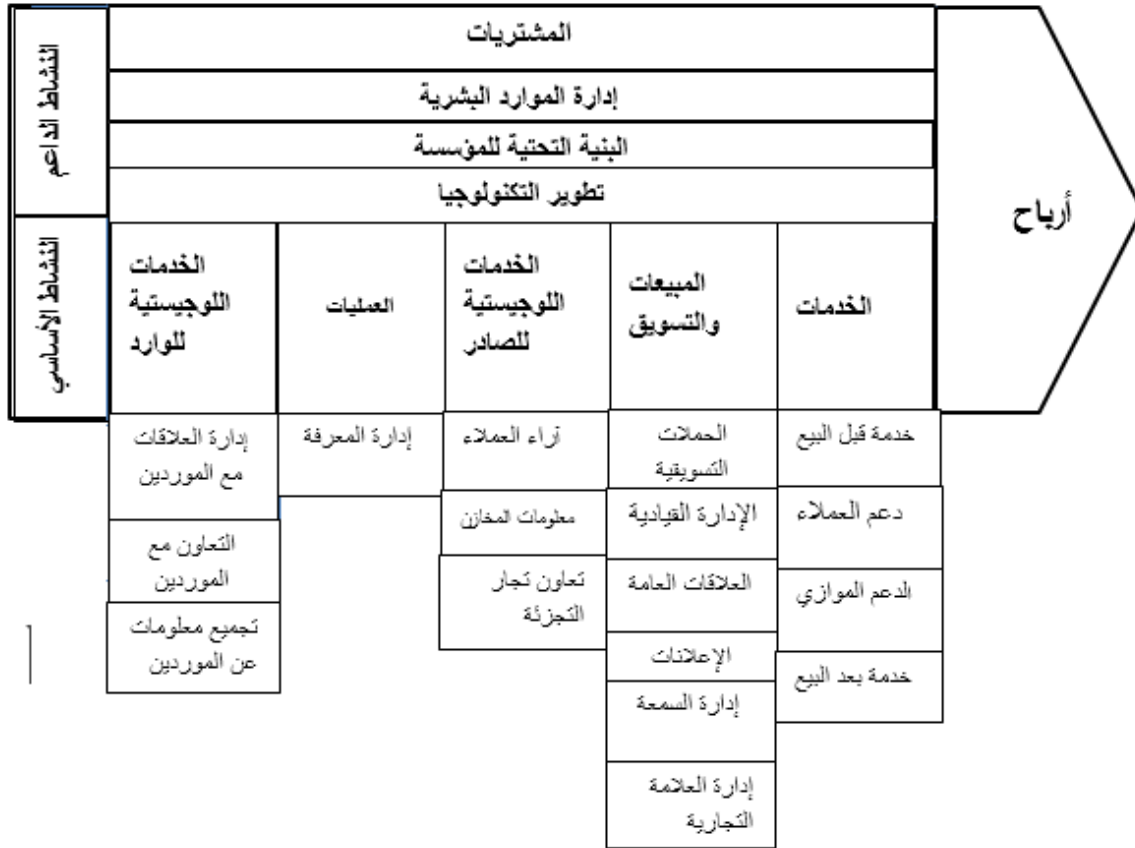 المشتريات
إدارة الموارد البشرية
البنية التحتية للمؤسسة
تطوير التكنولوجيا
النشاط الداعم
النشاط الأساسي
أرباح
الخدمات
اللوجيستية
للوارد
العمليات
الخدمات
اللوجيستية
للصادر
المبيعات
والتسويق
الخدمات
إدارة العلاقات
مع الموردين
التعاون مع
الموردين
تجميع معلومات
عن الموردين
إدارة المعرفة
آراء العملاء
معلومات المخازن
تعاون تجار
التجزئة
الحملات
التسويقية
الإدارة القيادية
العلاقات العامة
الإعلانات
إدارة السمعة
إدارة العلامة
التجارية
خدمة قبل البيع
دعم العملاء
الدعم الموازي
خدمة بعد البيع